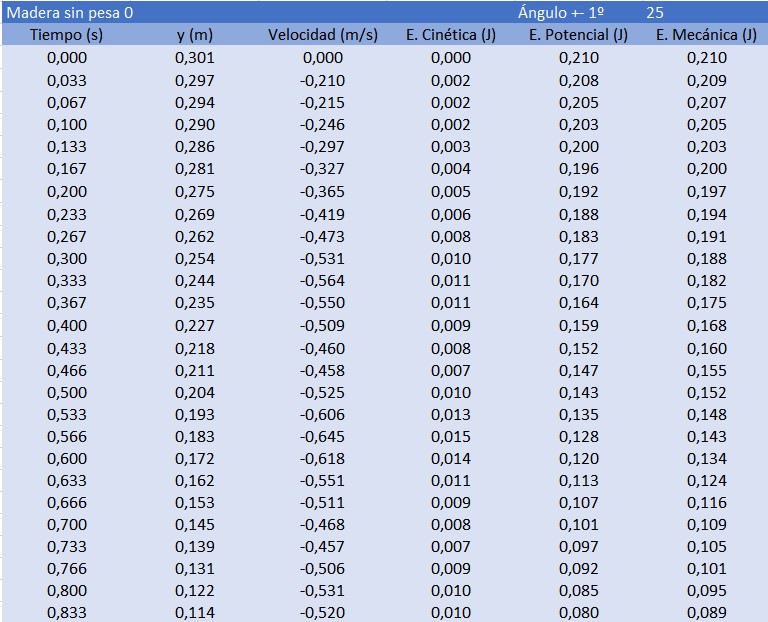 Madera sin pesa 0 Ángulo +- 1º 25
Tiempo (s) y (m) Velocidad (m/s) E. Cinética (J) E. Potencial (J) E. Mecánica (J)
0,000 0,301 0,000 0,000 0,210 0,210
0,033 0,297 -0,210 0,002 0,208 0,209
0,067 0,294 -0,215 0,002 0,205 0,207
0,100 0,290 -0,246 0,002 0,203 0,205
0,133 0,286 -0,297 0,003 0,200 0,203
0,167 0,281 -0,327 0,004 0,196 0,200
0,200 0,275 -0,365 0,005 0,192 0,197
0,233 0,269 -0,419 0,006 0,188 0,194
0,267 0,262 -0,473 0,008 0,183 0,191
0,300 0,254 -0,531 0,010 0,177 0,188
0,333 0,244 -0,564 0,011 0,170 0,182
0,367 0,235 -0,550 0,011 0,164 0,175
0,400 0,227 -0,509 0,009 0,159 0,168
0,433 0,218 -0,460 0,008 0,152 0,160
0,466 0,211 -0,458 0,007 0,147 0,155
0,500 0,204 -0,525 0,010 0,143 0,152
0,533 0,193 -0,606 0,013 0,135 0,148
0,566 0,183 -0,645 0,015 0,128 0,143
0,600 0,172 -0,618 0,014 0,120 0,134
0,633 0,162 -0,551 0,011 0,113 0,124
0,666 0,153 -0,511 0,009 0,107 0,116
0,700 0,145 -0,468 0,008 0,101 0,109
0,733 0,139 -0,457 0,007 0,097 0,105
0,766 0,131 -0,506 0,009 0,092 0,101
0,800 0,122 -0,531 0,010 0,085 0,095
0,833 0,114 -0,520 0,010 0,080 0,089